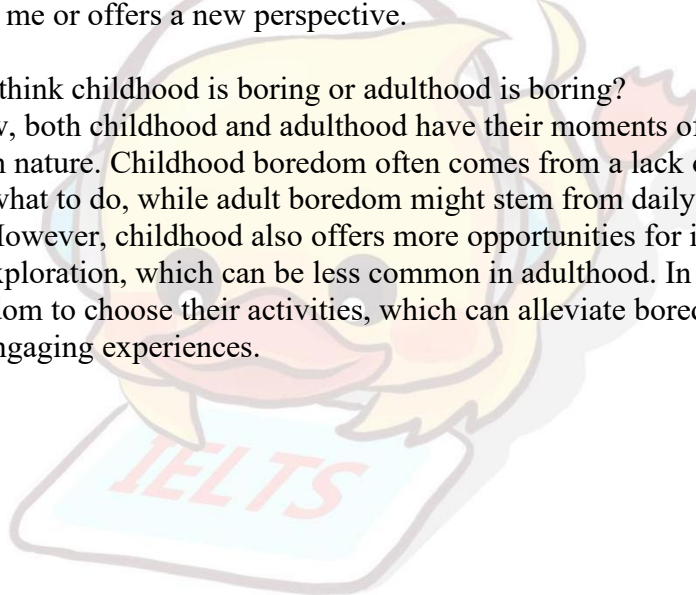 me or offers a new perspective.
think childhood is boring or adulthood is boring?
, both childhood and adulthood have their moments of
nature. Childhood boredom often comes from a lack
what to do, while adult boredom might stem from daily
However, childhood also offers more opportunities for
xploration, which can be less common in adulthood. In
dom to choose their activities, which can alleviate
ngaging experiences.
IELTS